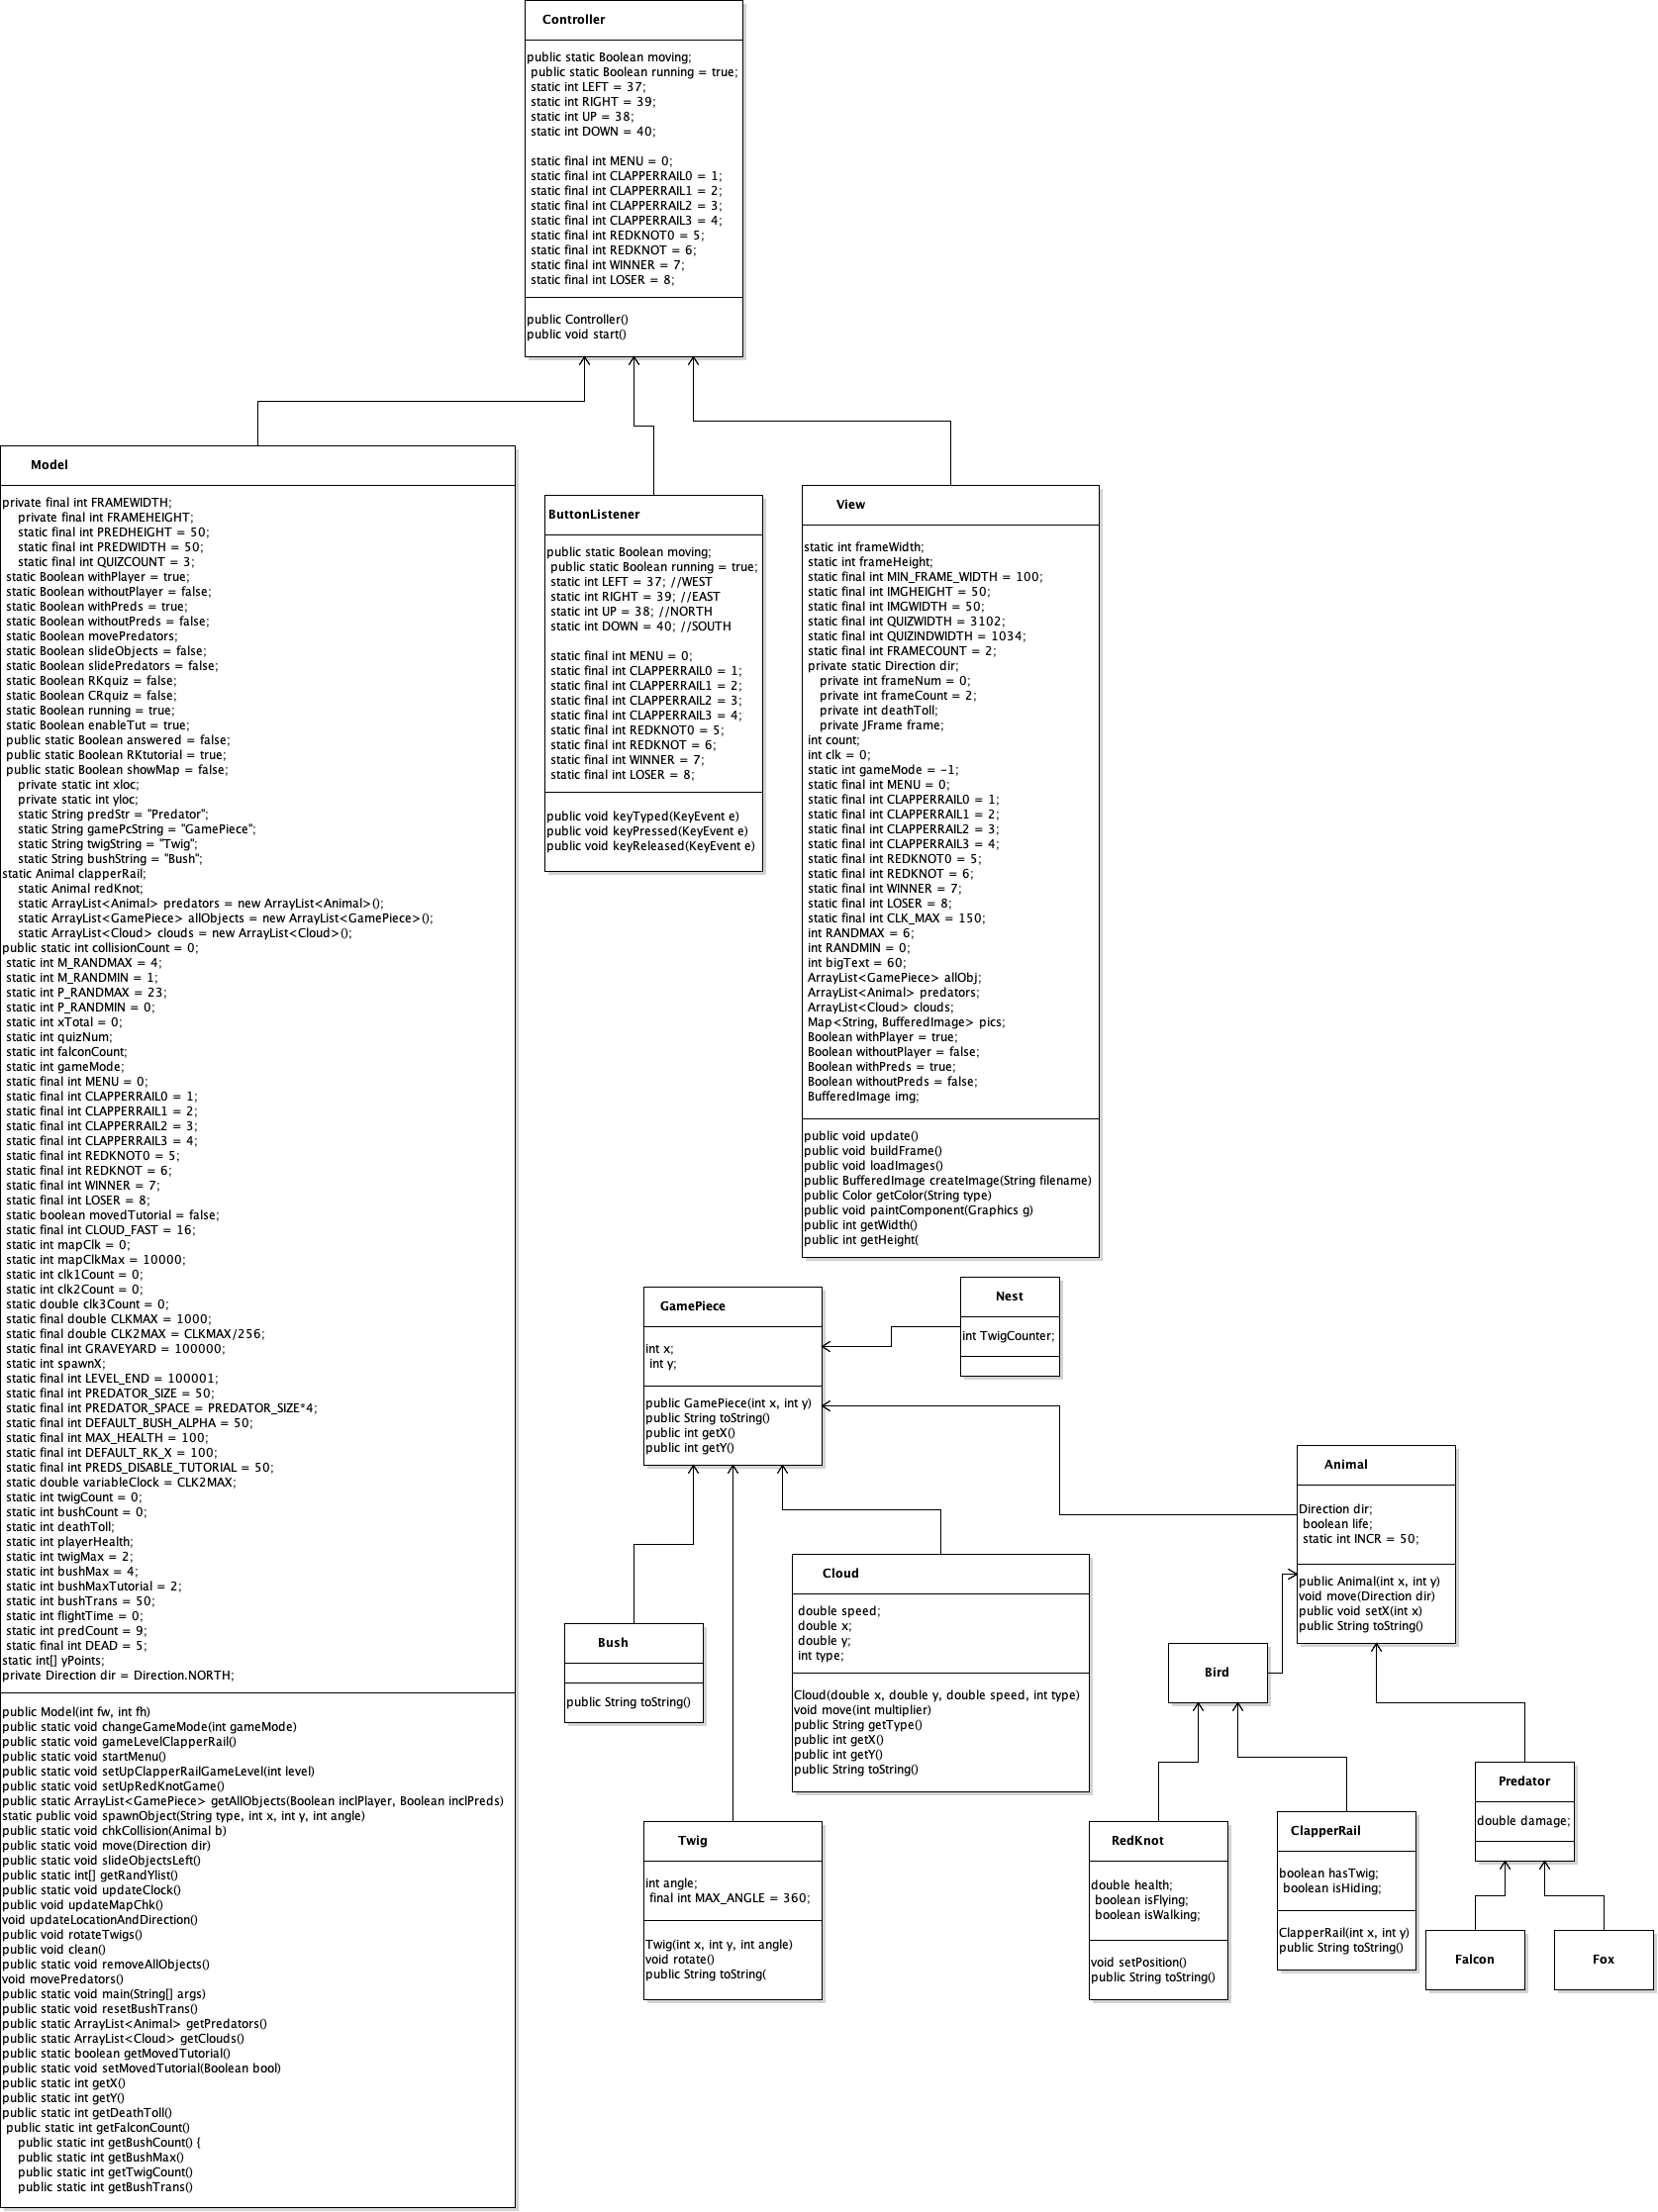 Controller
public static Boolean moving;
public static Boolean running = true;
static int LEFT = 37;
static int RIGHT = 39;
static int UP = 38;
static int DOWN = 40;
static final int MENU = 0;
static final int CLAPPERRAIL0 = 1;
static final int CLAPPERRAIL1 = 2;
static final int CLAPPERRAIL2 = 3;
static final int CLAPPERRAIL3 = 4;
static final int REDKNOT0 = 5;
static final int REDKNOT = 6;
static final int WINNER = 7;
static final int LOSER = 8;
public Controller()
public void start()
Model
private final int FRAMEWIDTH;
private final int FRAMEHEIGHT;
static final int PREDHEIGHT = 50;
static final int PREDWIDTH = 50;
static final int QUIZCOUNT = 3;
static Boolean withPlayer = true;
static Boolean withoutPlayer = false;
static Boolean withPreds = true;
static Boolean withoutPreds = false;
static Boolean movePredators;
static Boolean slideObjects = false;
static Boolean slidePredators = false;
static Boolean RKquiz = false;
static Boolean CRquiz = false;
static Boolean running = true;
static Boolean enableTut = true;
public static Boolean answered = false;
public static Boolean RKtutorial = true;
public static Boolean showMap = false;
private static int xloc;
private static int yloc;
static String predStr = "Predator";
static String gamePcString = "GamePiece";
static String twigString = "Twig";
static String bushString = "Bush";
static Animal clapperRail;
static Animal redKnot;
static ArrayList<Animal> predators = new ArrayList<Animal>();
static ArrayList<GamePiece> allObjects = new ArrayList<GamePiece>();
static ArrayList<Cloud> clouds = new ArrayList<Cloud>();
public static int collisionCount = 0;
static int M_RANDMAX = 4;
static int M_RANDMIN = 1;
static int P_RANDMAX = 23;
static int P_RANDMIN = 0;
static int xTotal = 0;
static int quizNum;
static int falconCount;
static int gameMode;
static final int MENU = 0;
static final int CLAPPERRAIL0 = 1;
static final int CLAPPERRAIL1 = 2;
static final int CLAPPERRAIL2 = 3;
static final int CLAPPERRAIL3 = 4;
static final int REDKNOT0 = 5;
static final int REDKNOT = 6;
static final int WINNER = 7;
static final int LOSER = 8;
static boolean movedTutorial = false;
static final int CLOUD_FAST = 16;
static int mapClk = 0;
static int mapClkMax = 10000;
static int clk1Count = 0;
static int clk2Count = 0;
static double clk3Count = 0;
static final double CLKMAX = 1000;
static final double CLK2MAX = CLKMAX/256;
static final int GRAVEYARD = 100000;
static int spawnX;
static final int LEVEL_END = 100001;
static final int PREDATOR_SIZE = 50;
static final int PREDATOR_SPACE = PREDATOR_SIZE*4;
static final int DEFAULT_BUSH_ALPHA = 50;
static final int MAX_HEALTH = 100;
static final int DEFAULT_RK_X = 100;
static final int PREDS_DISABLE_TUTORIAL = 50;
static double variableClock = CLK2MAX;
static int twigCount = 0;
static int bushCount = 0;
static int deathToll;
static int playerHealth;
static int twigMax = 2;
static int bushMax = 4;
static int bushMaxTutorial = 2;
static int bushTrans = 50;
static int flightTime = 0;
static int predCount = 9;
static final int DEAD = 5;
static int[] yPoints;
private Direction dir = Direction.NORTH;
public Model(int fw, int fh)
public static void changeGameMode(int gameMode)
public static void gameLevelClapperRail()
public static void startMenu()
public static void setUpClapperRailGameLevel(int level)
public static void setUpRedKnotGame()
public static ArrayList<GamePiece> getAllObjects(Boolean inclPlayer, Boolean inclPreds)
static public void spawnObject(String type, int x, int y, int angle)
public static void chkCollision(Animal b)
public static void move(Direction dir)
public static void slideObjectsLeft()
public static int[] getRandYlist()
public static void updateClock()
public void updateMapChk()
void updateLocationAndDirection()
public void rotateTwigs()
public void clean()
public static void removeAllObjects()
void movePredators()
public static void main(String[] args)
public static void resetBushTrans()
public static ArrayList<Animal> getPredators()
public static ArrayList<Cloud> getClouds()
public static boolean getMovedTutorial()
public static void setMovedTutorial(Boolean bool)
public static int getX()
public static int getY()
public static int getDeathToll()
public static int getFalconCount()
public static int getBushCount() {
public static int getBushMax()
public static int getTwigCount()
public static int getBushTrans()
ButtonListener
public static Boolean moving;
public static Boolean running = true;
static int LEFT = 37; //WEST
static int RIGHT = 39; //EAST
static int UP = 38; //NORTH
static int DOWN = 40; //SOUTH
static final int MENU = 0;
static final int CLAPPERRAIL0 = 1;
static final int CLAPPERRAIL1 = 2;
static final int CLAPPERRAIL2 = 3;
static final int CLAPPERRAIL3 = 4;
static final int REDKNOT0 = 5;
static final int REDKNOT = 6;
static final int WINNER = 7;
static final int LOSER = 8;
public void keyTyped(KeyEvent e)
public void keyPressed(KeyEvent e)
public void keyReleased(KeyEvent e)
View
static int frameWidth;
static int frameHeight;
static final int MIN_FRAME_WIDTH = 100;
static final int IMGHEIGHT = 50;
static final int IMGWIDTH = 50;
static final int QUIZWIDTH = 3102;
static final int QUIZINDWIDTH = 1034;
static final int FRAMECOUNT = 2;
private static Direction dir;
private int frameNum = 0;
private int frameCount = 2;
private int deathToll;
private JFrame frame;
int count;
int clk = 0;
static int gameMode = -1;
static final int MENU = 0;
static final int CLAPPERRAIL0 = 1;
static final int CLAPPERRAIL1 = 2;
static final int CLAPPERRAIL2 = 3;
static final int CLAPPERRAIL3 = 4;
static final int REDKNOT0 = 5;
static final int REDKNOT = 6;
static final int WINNER = 7;
static final int LOSER = 8;
static final int CLK_MAX = 150;
int RANDMAX = 6;
int RANDMIN = 0;
int bigText = 60;
ArrayList<GamePiece> allObj;
ArrayList<Animal> predators;
ArrayList<Cloud> clouds;
Map<String, BufferedImage> pics;
Boolean withPlayer = true;
Boolean withoutPlayer = false;
Boolean withPreds = true;
Boolean withoutPreds = false;
BufferedImage img;
public void update()
public void buildFrame()
public void loadImages()
public BufferedImage createImage(String filename)
public Color getColor(String type)
public void paintComponent(Graphics g)
public int getWidth()
public int getHeight(
GamePiece
int x;
int y;
public GamePiece(int x, int y)
public String toString()
public int getX()
public int getY()
Nest
int TwigCounter;
Animal
Direction dir;
boolean life;
static int INCR = 50;
public Animal(int x, int y)
void move(Direction dir)
public void setX(int x)
public String toString()
Bush
public String toString()
Cloud
double speed;
double x;
double y;
int type;
Cloud(double x, double y, double speed, int type)
void move(int multiplier)
public String getType()
public int getX()
public int getY()
public String toString()
Bird
Predator
double damage;
Twig
int angle;
final int MAX_ANGLE = 360;
Twig(int x, int y, int angle)
void rotate()
public String toString(
RedKnot
double health;
boolean isFlying;
boolean isWalking;
void setPosition()
public String toString()
ClapperRail
boolean hasTwig;
boolean isHiding;
ClapperRail(int x, int y)
public String toString()
Falcon
Fox